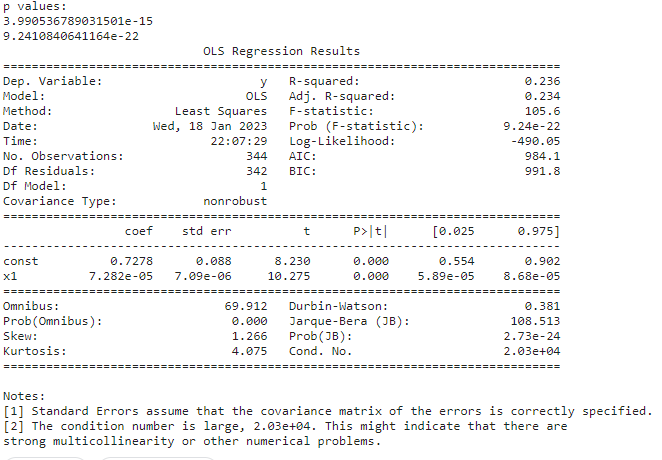 p values:
3.990536789031501e-15
9.2410840641164e-22
OLS Regression Results
==============================================================================
Dep. Variable: y R-squared: 0.236
Model: OLS Adj. R-squared: 0.234
Method: Least Squares F-statistic: 105.6
Date: Wed, 18 Jan 2023 Prob (F-statistic): 9.24e-22
Time: 22:07:29 Log-Likelihood: -490.05
No. Observations: 344 AIC: 984.1
Df Residuals: 342 BIC: 991.8
Df Model: 1
Covariance Type: nonrobust
==============================================================================
coef std err t P>|t| [0.025 0.975]
------------------------------------------------------------------------------
const 0.7278 0.088 8.230 0.000 0.554 0.902
x1 7.282e-05 7.09e-06 10.275 0.000 5.89e-05 8.68e-05
==============================================================================
Omnibus: 69.912 Durbin-Watson: 0.381
Prob(Omnibus): 0.000 Jarque-Bera (JB): 108.513
Skew: 1.266 Prob(JB): 2.73e-24
Kurtosis: 4.075 Cond. No. 2.03e+04
==============================================================================
Notes:
[1] Standard Errors assume that the covariance matrix of the errors is correctly specified.
[2] The condition number is large, 2.03e+04. This might indicate that there are
strong multicollinearity or other numerical problems.